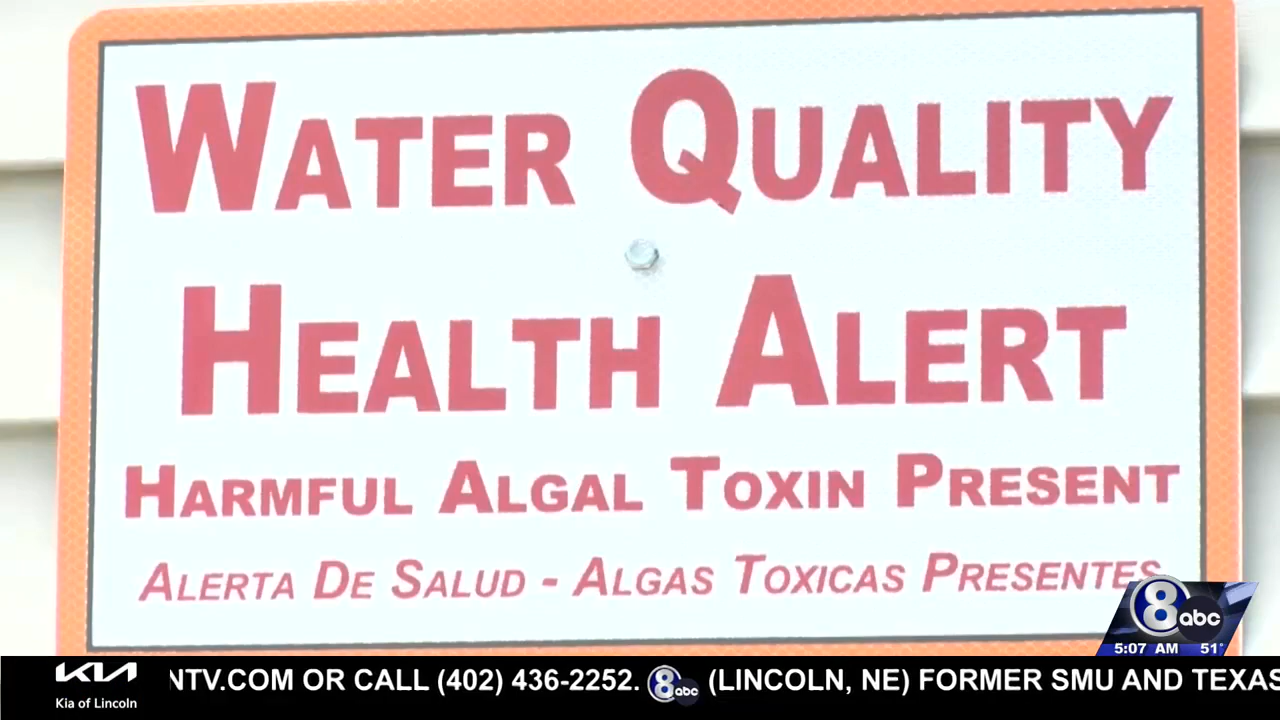 WATER QUALITY
HEALTH ALERT
HARMFUL ALGAL TOXIN PRESENT
ALERTA DE SALUD - ALGAS TOXICAS PRESENTES
8 abc
5:07 AM 51°
KIA
Kia of Lincoln
NTV.COM OR CALL (402) 436-2252. 8 abc (LINCOLN, NE) FORMER SMU AND TEXAS